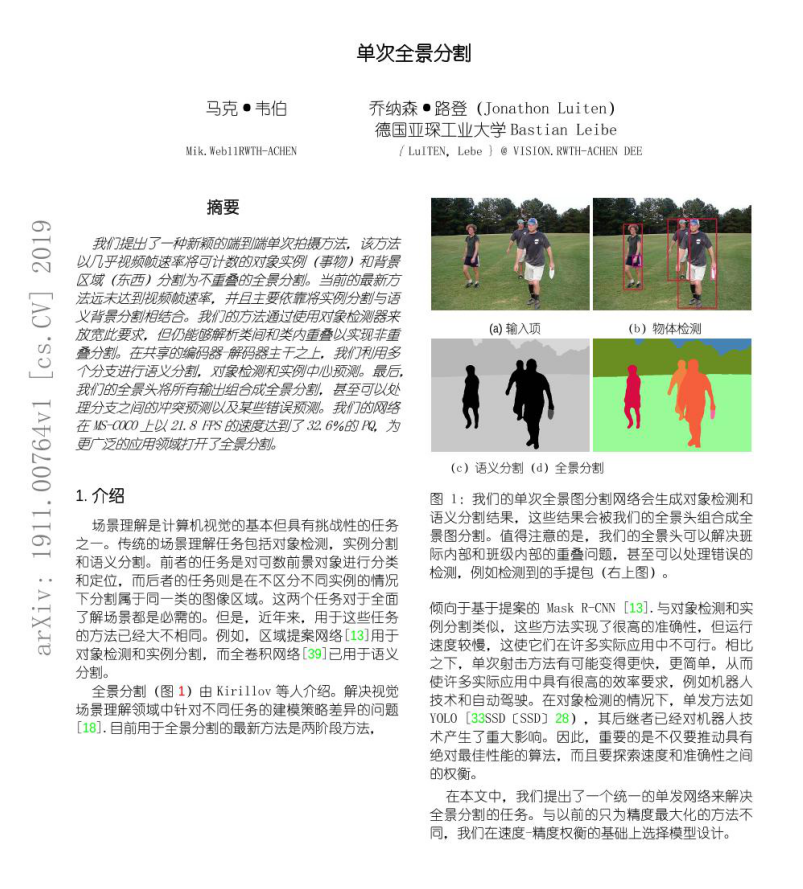 单次全景分割
马克●韦伯
乔纳森●路登（Jonathon Luiten）
德国亚琛工业大学 Bastian Leibe
Mik.Web11RWTH-ACHEN
{ LuITEN, Lebe } @ VISION.RWTH-ACHEN DEE
arXiv: 1911.00764v1 [cs.CV] 2019
摘要
我们提出了一种新颖的端到端单次拍摄方法，该方法
以几乎视频帧速率将可计数的对象实例（事物）和背景
区域（东西）分割为不重叠的全景分割。当前的最新方
法远未达到视频帧速率，并且主要依靠将实例分割与语
义背景分割相结合。我们的方法通过使用对象检测器来
放宽此要求，但仍能够解析类间和类内重叠以实现非重
叠分割。在共享的编码器-解码器主干之上，我们利用多
个分支进行语义分割，对象检测和实例中心预测。最后，
我们的全景头将所有输出组合成全景分割，甚至可以处
理分支之间的冲突预测以及某些错误预测。我们的网络
在 MS-COCO 上以 21.8 FPS 的速度达到了 32.6%的 PQ，为
更广泛的应用领域打开了全景分割。
1. 介绍
场景理解是计算机视觉的基本但具有挑战性的任务
之一。传统的场景理解任务包括对象检测，实例分割
和语义分割。前者的任务是对可数前景对象进行分类
和定位，而后者的任务则是在不区分不同实例的情况
下分割属于同一类的图像区域。这两个任务对于全面
了解场景都是必需的。但是，近年来，用于这些任务
的方法已经大不相同。例如，区域提案网络[13]用于
对象检测和实例分割，而全卷积网络[39]已用于语义
分割。
全景分割（图 1）由 Kirillov 等人介绍。解决视觉
场景理解领域中针对不同任务的建模策略差异的问题
[18].目前用于全景分割的最新方法是两阶段方法，
(a) 输入项
(b) 物体检测
(c) 语义分割 (d) 全景分割
图 1：我们的单次全景图分割网络会生成对象检测和
语义分割结果，这些结果会被我们的全景头组合成全
景图分割。值得注意的是，我们的全景头可以解决班
际内部和班级内部的重叠问题，甚至可以处理错误的
检测，例如检测到的手提包（右上图）。
倾向于基于提案的 Mask R-CNN [13].与对象检测和实
例分割类似，这些方法实现了很高的准确性，但运行
速度较慢，这使它们在许多实际应用中不可行。相比
之下，单次射击方法有可能变得更快，更简单，从而
使许多实际应用中具有很高的效率要求，例如机器人
技术和自动驾驶。在对象检测的情况下，单发方法如
YOLO [33SSD〔SSD〕28），其后继者已经对机器人技
术产生了重大影响。因此，重要的是不仅要推动具有
绝对最佳性能的算法，而且要探索速度和准确性之间
的权衡。
在本文中，我们提出了一个统一的单发网络来解决
全景分割的任务。与以前的只为精度最大化的方法不
同，我们在速度-精度权衡的基础上选择模型设计。